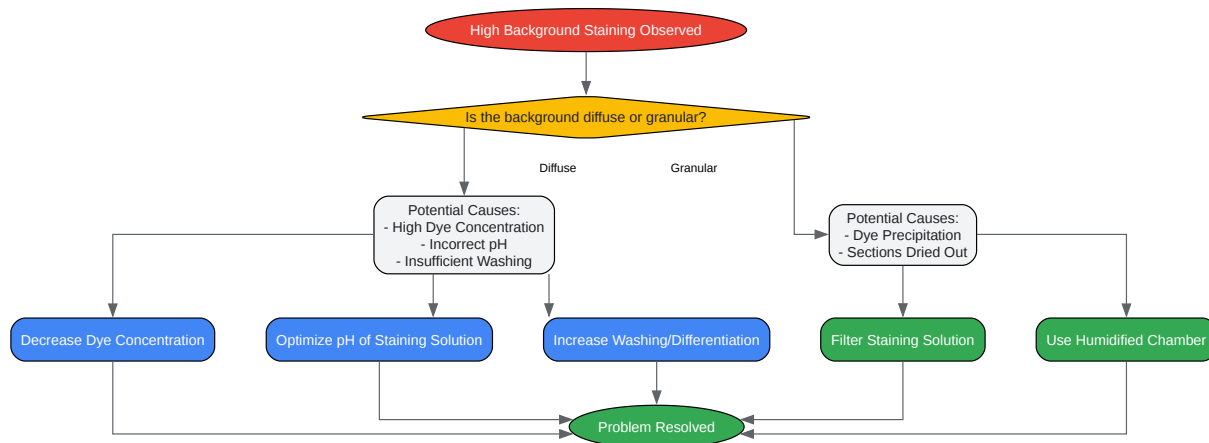 High Background Staining Observed
Is the background diffuse or granular?
Diffuse
Granular
Potential Causes:
- High Dye Concentration
- Incorrect pH
- Insufficient Washing
Potential Causes:
- Dye Precipitation
- Sections Dried Out
Decrease Dye Concentration
Optimize pH of Staining Solution
Increase Washing/Differentiation
Filter Staining Solution
Use Humidified Chamber
Problem Resolved